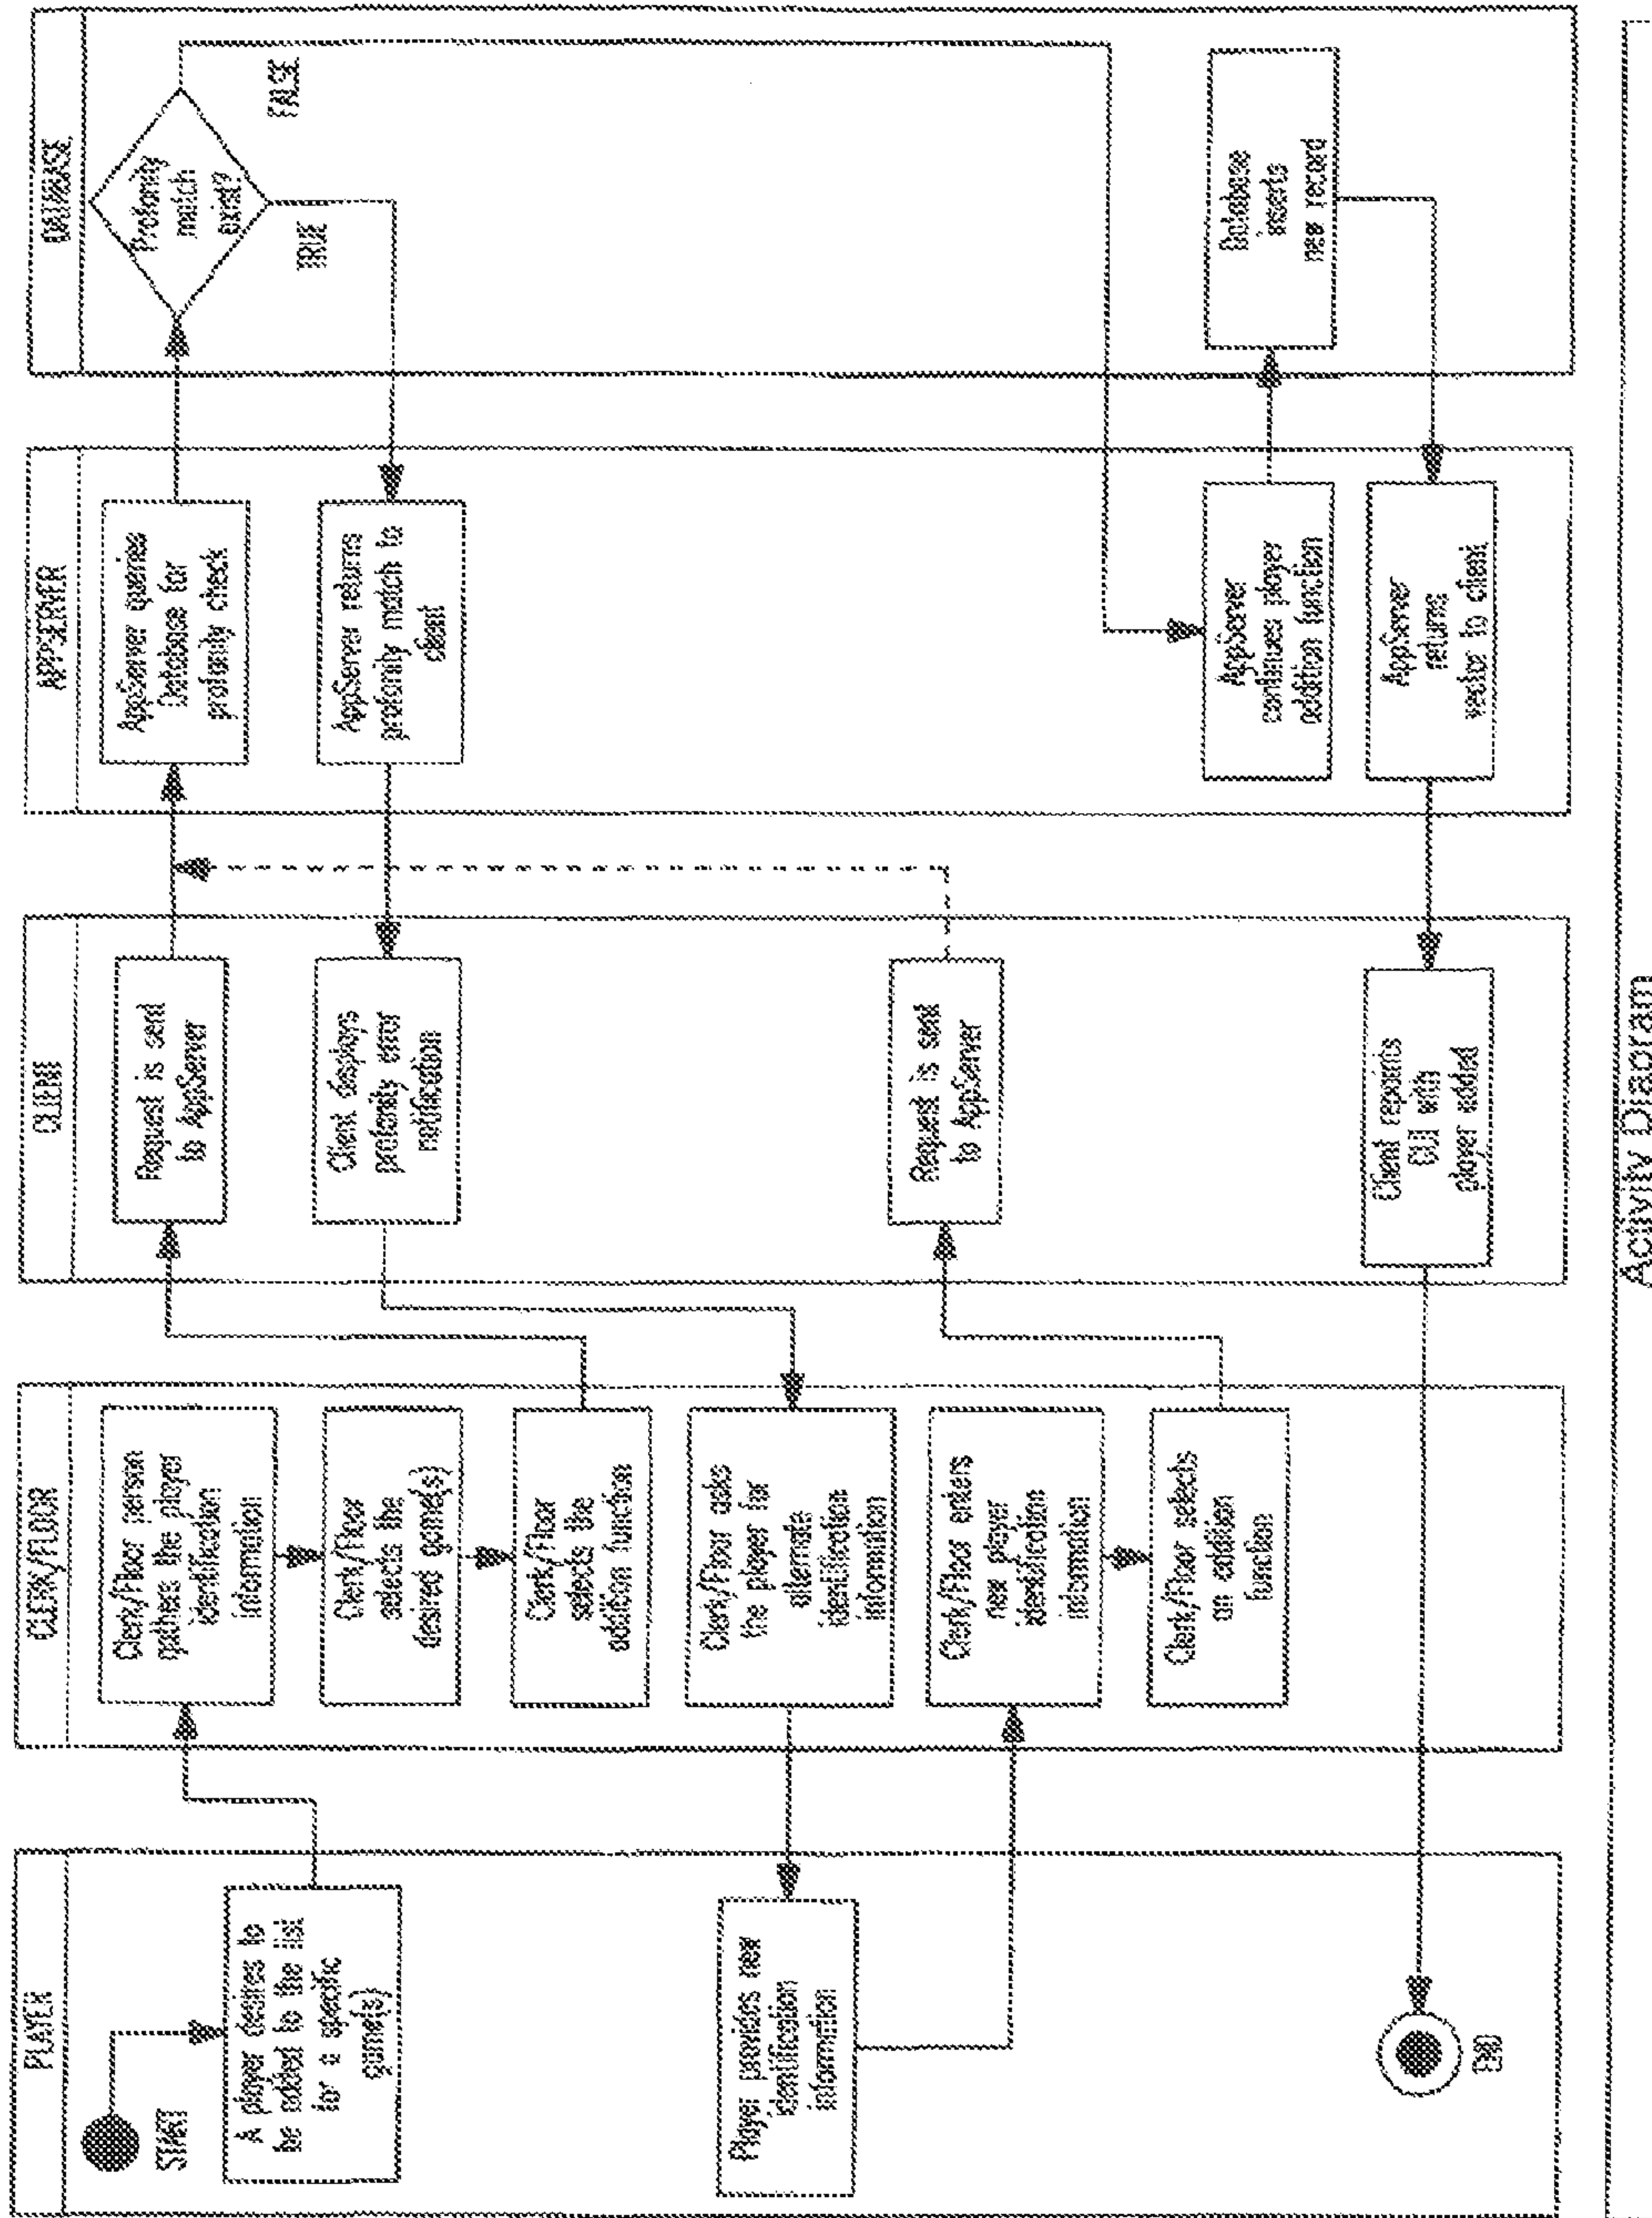 PLAYER
START
A player desires to
be added to the list
for a specific
game(s)
Player provides new
identification
information
END
CLERK/FLOOR
Clerk/Floor person
gathers the player
identification
information
Clerk/Floor
selects the
desired game(s)
Clerk/Floor
selects the
addition function
Clerk/Floor asks
the player for
alternate
identification
information
Clerk/Floor enters
new player
identification
information
Clerk/Floor selects
an addition
function
CLIENT
Request is sent
to AppServer
Client displays
profanity error
notification
Request is sent
to AppServer
Client repaints
GUI with
player added
APPSERVER
AppServer queries
Database for
profanity check
AppServer returns
profanity match to
client
AppServer
continues player
addition function
AppServer
returns
vector to client
DATABASE
Profanity
match
exist?
FALSE
TRUE
Database
inserts
new record
Activity Diagram